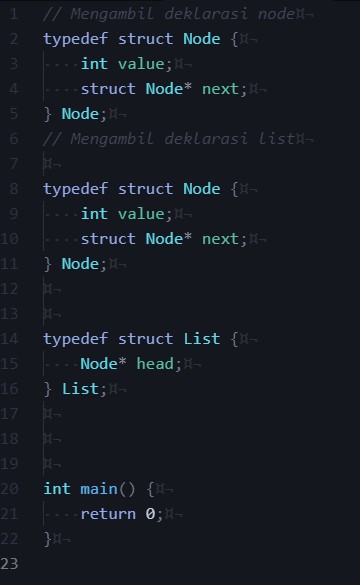 1 // Mengambil deklarasi node¤¬
2 typedef struct Node {¤¬
3 ····int value;¤¬
4 ····struct Node* next;¤¬
5 } Node;¤¬
6 // Mengambil deklarasi list¤¬
7 ¤¬
8 typedef struct Node {¤¬
9 ····int value;¤¬
10 ····struct Node* next;¤¬
11 } Node;¤¬
12 ¤¬
13 ¤¬
14 typedef struct List {¤¬
15 ····Node* head;¤¬
16 } List;¤¬
17 ¤¬
18 ¤¬
19 ¤¬
20 int main() {¤¬
21 ····return 0;¤¬
22 }¤¬
23